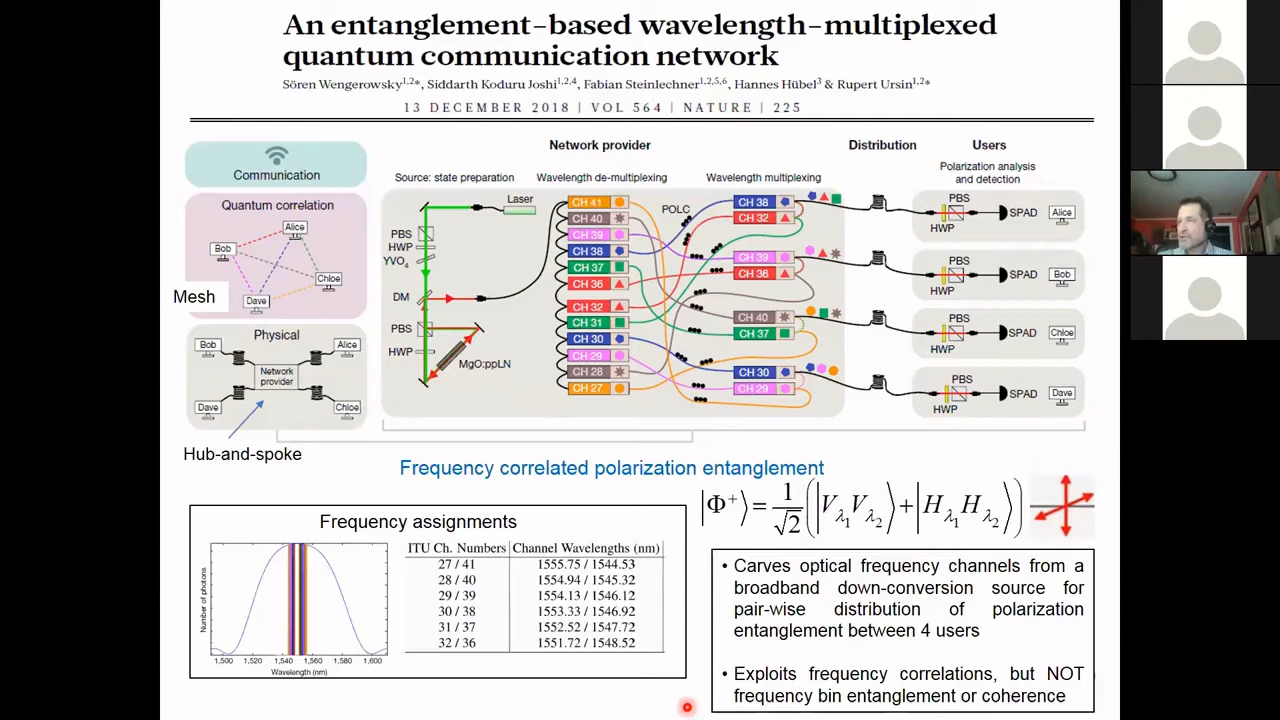 An entanglement-based wavelength-multiplexed
quantum communication network
Sören Wengerowsky1,2*, Siddarth Koduru Joshi1,2,4, Fabian Steinlechner1,2,5,6, Hannes Hübel3 & Rupert Ursin1,2*
13 DECEMBER 2018 | VOL 564 | NATURE | 225
Communication
Quantum correlation
Alice
Bob
Chloe
Dave
Mesh
Physical
Bob
Alice
Network
provider
Dave
Chloe
Hub-and-spoke
Network provider
Distribution
Users
Source: state preparation
Wavelength de-multiplexing
Wavelength multiplexing
Polarization analysis
and detection
Laser
PBS
HWP
YVO4
DM
PBS
HWP
MgO:ppLN
CH 41
CH 40
CH 39
CH 38
CH 37
CH 36
CH 32
CH 31
CH 30
CH 29
CH 28
CH 27
POLC
CH 38
CH 32
CH 39
CH 36
CH 40
CH 37
CH 30
CH 29
PBS
HWP
SPAD
Alice
PBS
HWP
SPAD
Bob
PBS
HWP
SPAD
Chloe
PBS
HWP
SPAD
Dave
Frequency correlated polarization entanglement
|Φ+⟩ = 1/√2 (|Vλ1 Vλ2⟩ + |Hλ1 Hλ2⟩)
Frequency assignments
Number of photons
1,500 1,520 1,540 1,560 1,580 1,600
Wavelength (nm)
ITU Ch. Numbers Channel Wavelengths (nm)
27 / 41 1555.75 / 1544.53
28 / 40 1554.94 / 1545.32
29 / 39 1554.13 / 1546.12
30 / 38 1553.33 / 1546.92
31 / 37 1552.52 / 1547.72
32 / 36 1551.72 / 1548.52
• Carves optical frequency channels from a
broadband down-conversion source for
pair-wise distribution of polarization
entanglement between 4 users
• Exploits frequency correlations, but NOT
frequency bin entanglement or coherence